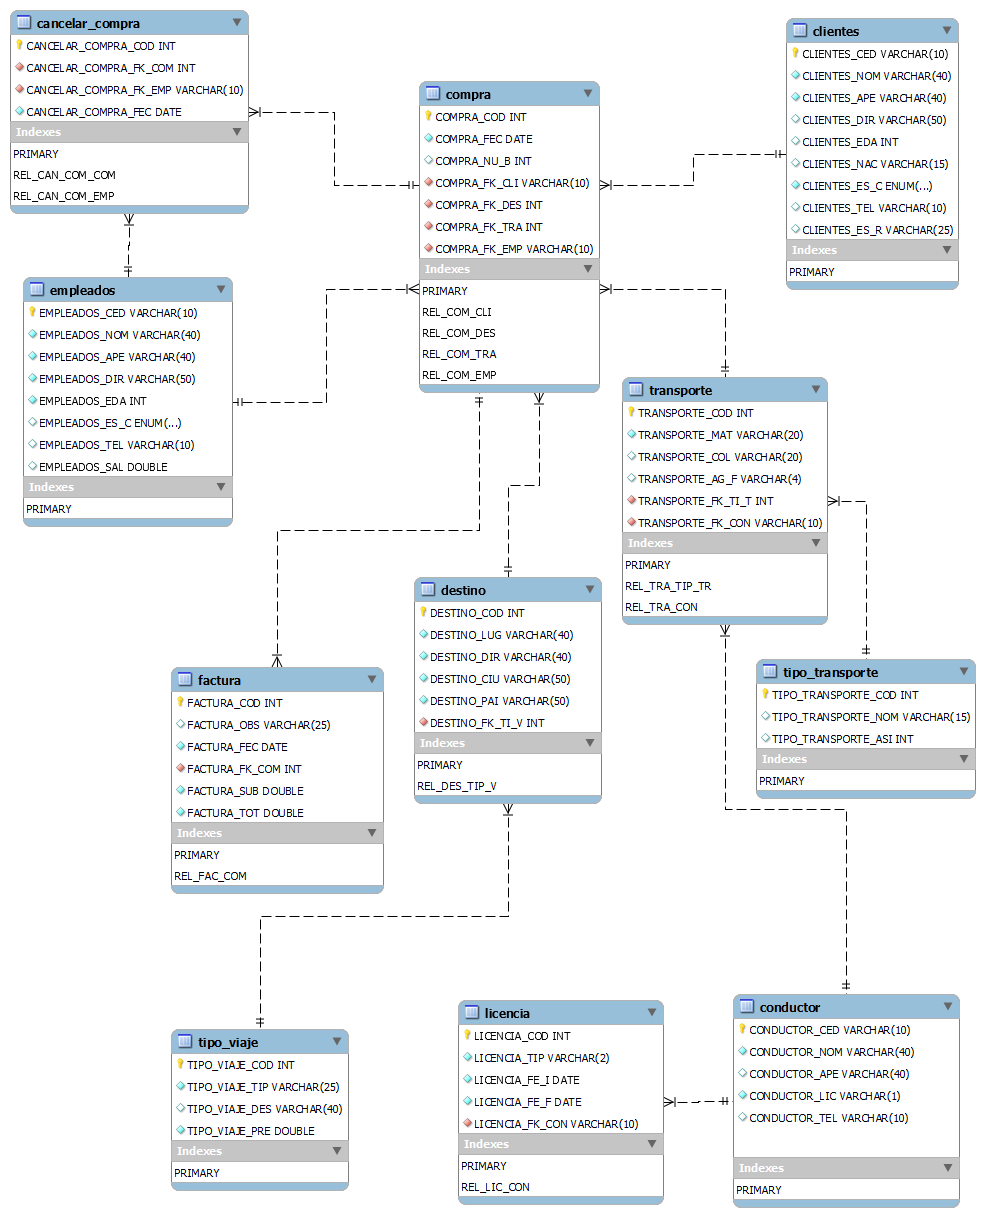 cancelar_compra
CANCELAR_COMPRA_COD INT
CANCELAR_COMPRA_FK_COM INT
CANCELAR_COMPRA_FK_EMP VARCHAR(10)
CANCELAR_COMPRA_FEC DATE
Indexes
PRIMARY
REL_CAN_COM_COM
REL_CAN_COM_EMP
clientes
CLIENTES_CED VARCHAR(10)
CLIENTES_NOM VARCHAR(40)
CLIENTES_APE VARCHAR(40)
CLIENTES_DIR VARCHAR(50)
CLIENTES_EDA INT
CLIENTES_NAC VARCHAR(15)
CLIENTES_ES_C ENUM(...)
CLIENTES_TEL VARCHAR(10)
CLIENTES_ES_R VARCHAR(25)
Indexes
PRIMARY
compra
COMPRA_COD INT
COMPRA_FEC DATE
COMPRA_NU_B INT
COMPRA_FK_CLI VARCHAR(10)
COMPRA_FK_DES INT
COMPRA_FK_TRA INT
COMPRA_FK_EMP VARCHAR(10)
Indexes
PRIMARY
REL_COM_CLI
REL_COM_DES
REL_COM_TRA
REL_COM_EMP
empleados
EMPLEADOS_CED VARCHAR(10)
EMPLEADOS_NOM VARCHAR(40)
EMPLEADOS_APE VARCHAR(40)
EMPLEADOS_DIR VARCHAR(50)
EMPLEADOS_EDA INT
EMPLEADOS_ES_C ENUM(...)
EMPLEADOS_TEL VARCHAR(10)
EMPLEADOS_SAL DOUBLE
Indexes
PRIMARY
transporte
TRANSPORTE_COD INT
TRANSPORTE_MAT VARCHAR(20)
TRANSPORTE_COL VARCHAR(20)
TRANSPORTE_AG_F VARCHAR(4)
TRANSPORTE_FK_TI_T INT
TRANSPORTE_FK_CON VARCHAR(10)
Indexes
PRIMARY
REL_TRA_TIP_TR
REL_TRA_CON
destino
DESTINO_COD INT
DESTINO_LUG VARCHAR(40)
DESTINO_DIR VARCHAR(40)
DESTINO_CIU VARCHAR(50)
DESTINO_PAI VARCHAR(50)
DESTINO_FK_TI_V INT
Indexes
PRIMARY
REL_DES_TIP_V
factura
FACTURA_COD INT
FACTURA_OBS VARCHAR(25)
FACTURA_FEC DATE
FACTURA_FK_COM INT
FACTURA_SUB DOUBLE
FACTURA_TOT DOUBLE
Indexes
PRIMARY
REL_FAC_COM
tipo_transporte
TIPO_TRANSPORTE_COD INT
TIPO_TRANSPORTE_NOM VARCHAR(15)
TIPO_TRANSPORTE_ASI INT
Indexes
PRIMARY
tipo_viaje
TIPO_VIAJE_COD INT
TIPO_VIAJE_TIP VARCHAR(25)
TIPO_VIAJE_DES VARCHAR(40)
TIPO_VIAJE_PRE DOUBLE
Indexes
PRIMARY
licencia
LICENCIA_COD INT
LICENCIA_TIP VARCHAR(2)
LICENCIA_FE_I DATE
LICENCIA_FE_F DATE
LICENCIA_FK_CON VARCHAR(10)
Indexes
PRIMARY
REL_LIC_CON
conductor
CONDUCTOR_CED VARCHAR(10)
CONDUCTOR_NOM VARCHAR(40)
CONDUCTOR_APE VARCHAR(40)
CONDUCTOR_LIC VARCHAR(1)
CONDUCTOR_TEL VARCHAR(10)
Indexes
PRIMARY